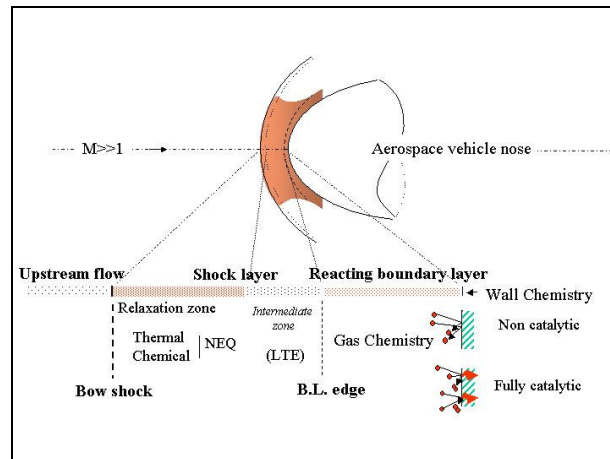 M>>1
Aerospace vehicle nose
Upstream flow
Shock layer
Reacting boundary layer
Wall Chemistry
Relaxation zone
Intermediate
zone
Thermal
Chemical
NEQ
(LTE)
Gas Chemistry
Non catalytic
Bow shock
B.L. edge
Fully catalytic